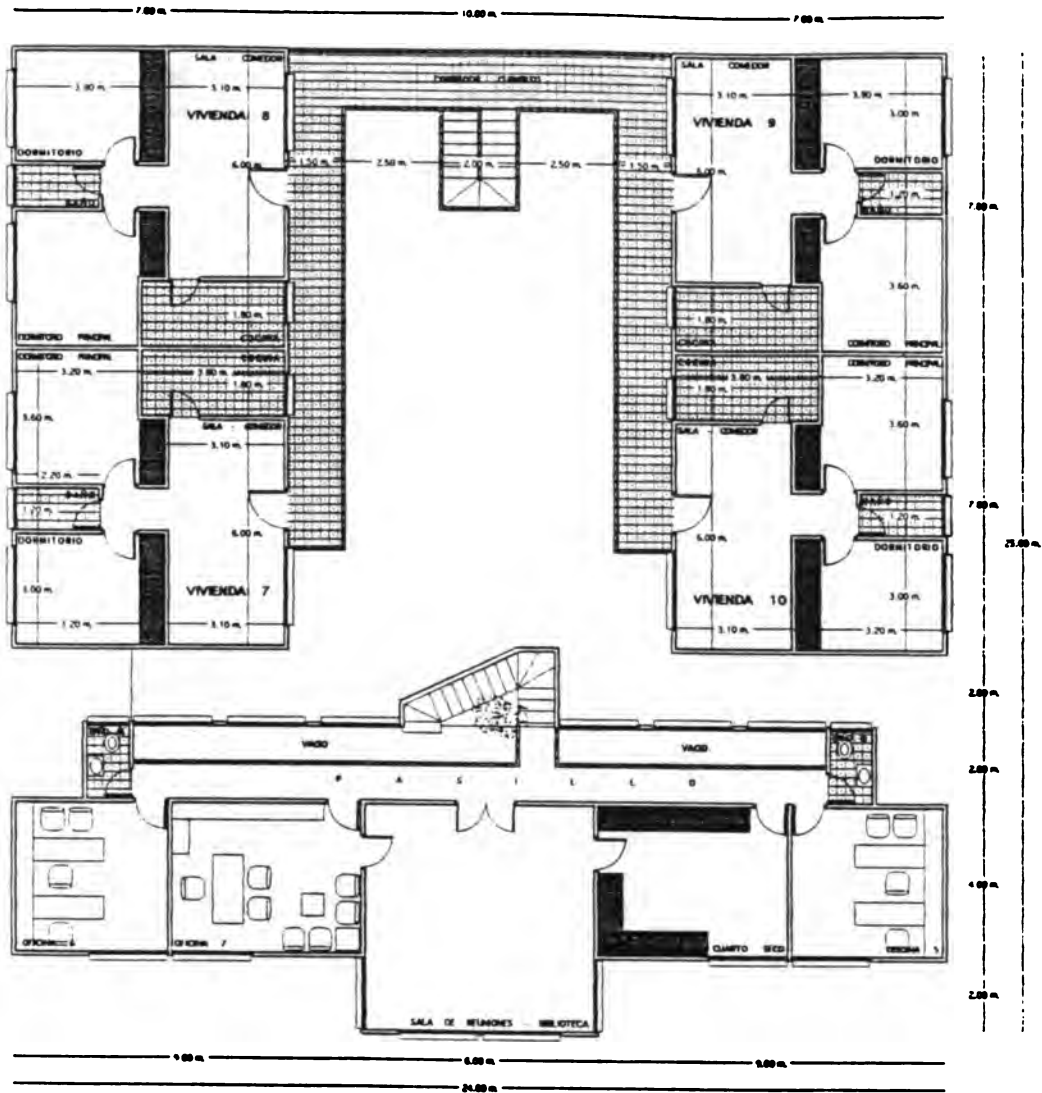 7.00 m. 10.00 m. 7.00 m.
SALA - COMEDOR
CORREDOR CUBIERTO
SALA COMEDOR
3.80 m. 3.10 m. 3.10 m. 3.80 m.
VIVIENDA 8
VIVIENDA 9
3.00 m.
DORMITORIO
DORMITORIO
6.00 m. 1.50 m. 2.50 m. 2.00 m. 2.50 m. 1.50 m. 6.00 m.
BAÑO
1.20 m.
BAÑO
7.00 m.
3.60 m.
1.80 m.
1.80 m.
DORMITORIO PRINCIPAL
COCINA
COCINA
DORMITORIO PRINCIPAL
DORMITORIO PRINCIPAL
COCINA
COCINA
DORMITORIO PRINCIPAL
3.20 m. 3.80 m. 3.80 m. 3.20 m.
1.80 m.
1.80 m.
3.60 m.
3.60 m.
SALA - COMEDOR
SALA - COMEDOR
3.10 m.
2.20 m.
BAÑO
BAÑO
7.00 m.
1.20 m.
1.20 m.
DORMITORIO
6.00 m.
6.00 m.
DORMITORIO
25.00 m.
3.00 m.
VIVIENDA 7
VIVIENDA 10
3.00 m.
3.20 m. 3.10 m. 3.10 m. 3.20 m.
2.00 m.
VACIO
VACIO
2.00 m.
P A S I L L O
4.00 m.
OFICINA 6
OFICINA 7
CUARTO SECO
OFICINA 5
2.00 m.
SALA DE REUNIONES - BIBLIOTECA
9.00 m. 6.00 m. 9.00 m.
24.00 m.